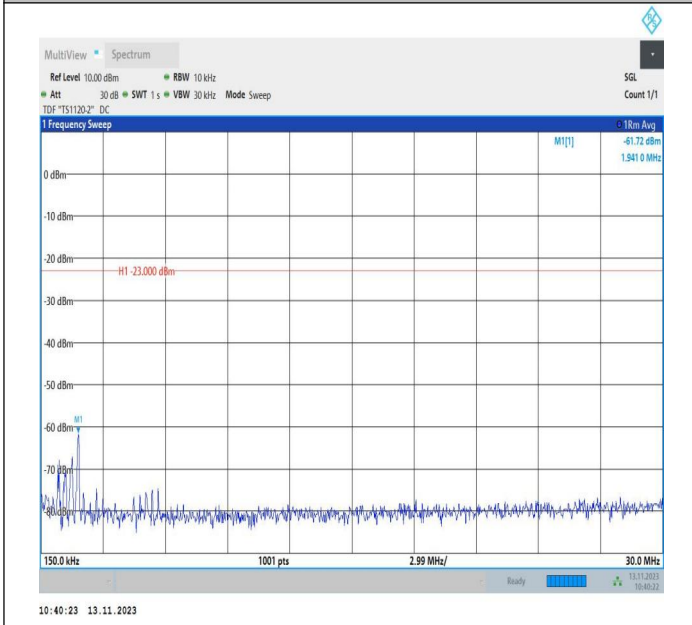 MultiView Spectrum
Ref Level 10.00 dBm RBW 10 kHz SGL
Att 30 dB SWT 1 s VBW 30 kHz Mode Sweep Count 1/1
TDF "TS1120-2" DC
1 Frequency Sweep 1Rm Avg
M1[1] -61.72 dBm
1.941 0 MHz
0 dBm
-10 dBm
-20 dBm
H1 -23.000 dBm
-30 dBm
-40 dBm
-50 dBm
M1
-60 dBm
-70 dBm
-80 dBm
150.0 kHz 1001 pts 2.99 MHz/ 30.0 MHz
Ready 13.11.2023
10:40:22
10:40:23 13.11.2023